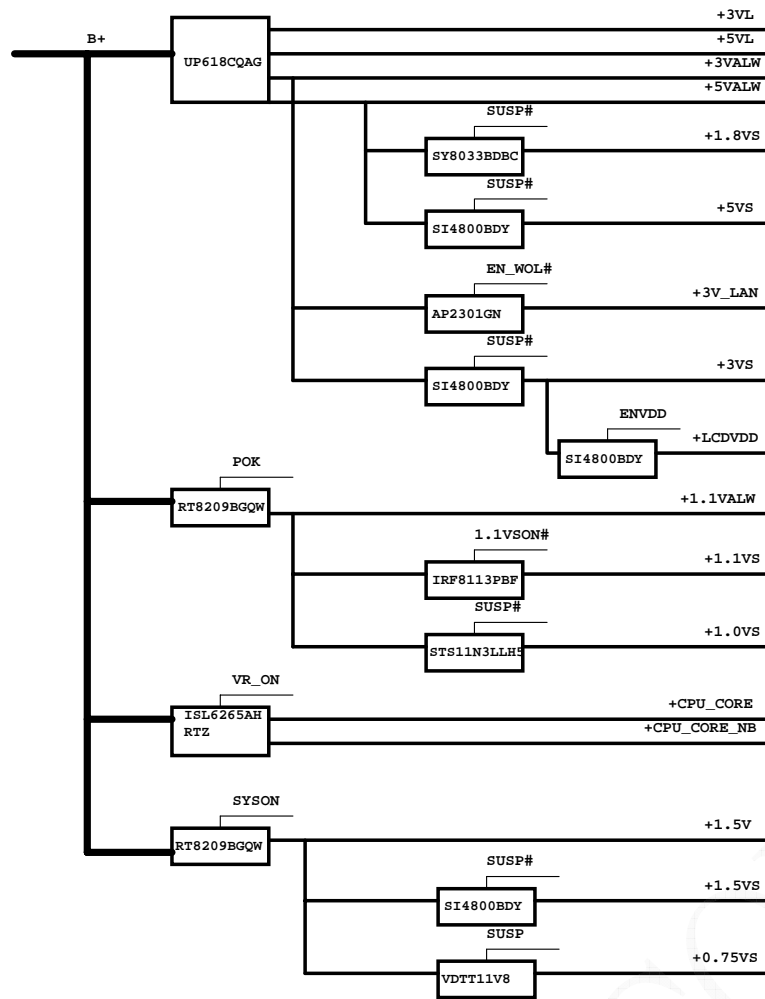 +3VL
B+
+5VL
UP618CQAG
+3VALW
+5VALW
SUSP#
+1.8VS
SY8033BDBC
SUSP#
+5VS
SI4800BDY
EN_WOL#
+3V_LAN
AP2301GN
SUSP#
+3VS
SI4800BDY
ENVDD
+LCDVDD
SI4800BDY
POK
+1.1VALW
RT8209BGQW
1.1VSON#
+1.1VS
IRF8113PBF
SUSP#
+1.0VS
STS11N3LLH5
VR_ON
+CPU_CORE
ISL6265AH
RTZ
+CPU_CORE_NB
SYSON
+1.5V
RT8209BGQW
SUSP#
+1.5VS
SI4800BDY
SUSP
+0.75VS
VDTT11V8